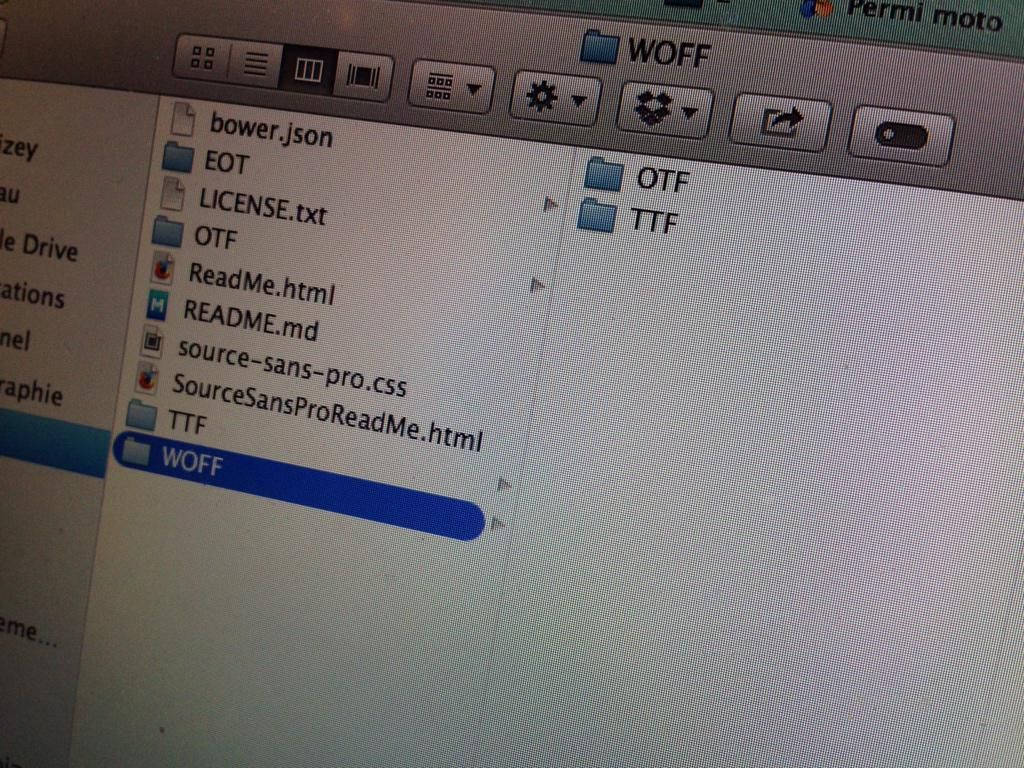 Permi moto
WOFF
izey
au
le Drive
ations
nel
raphie
eme...
bower.json
EOT
LICENSE.txt
OTF
ReadMe.html
README.md
source-sans-pro.css
SourceSansProReadMe.html
TTF
WOFF
OTF
TTF